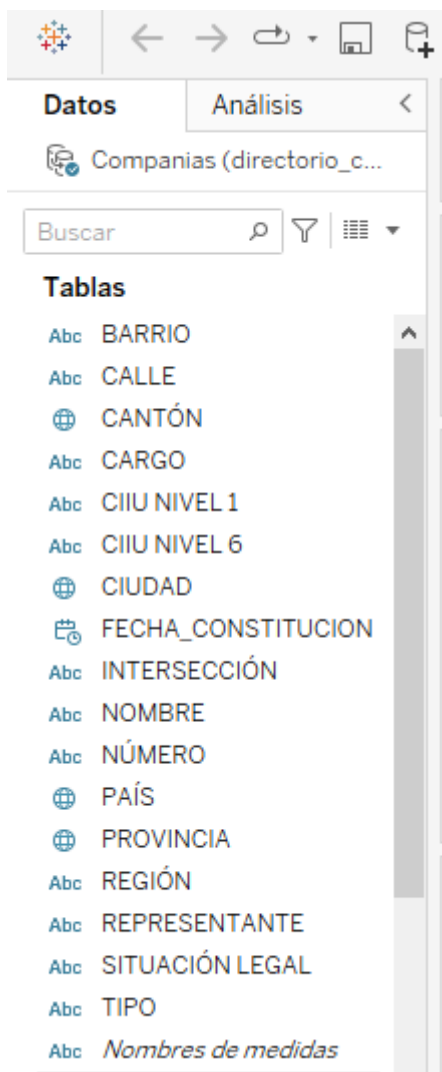 Datos Análisis
Companias (directorio_c...
Buscar
Tablas
Abc BARRIO
Abc CALLE
CANTÓN
Abc CARGO
Abc CIIU NIVEL 1
Abc CIIU NIVEL 6
CIUDAD
FECHA_CONSTITUCION
Abc INTERSECCIÓN
Abc NOMBRE
Abc NÚMERO
PAÍS
PROVINCIA
Abc REGIÓN
Abc REPRESENTANTE
Abc SITUACIÓN LEGAL
Abc TIPO
Abc Nombres de medidas